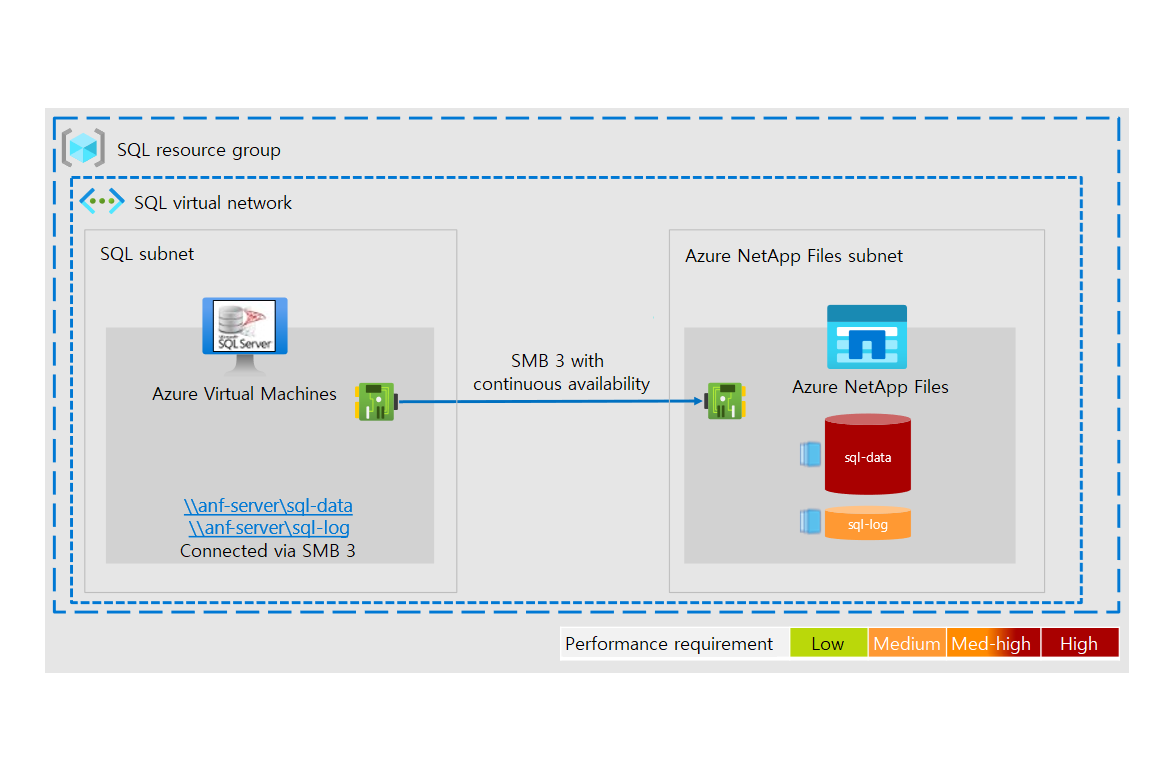 SQL resource group
SQL virtual network
SQL subnet
Azure NetApp Files subnet
SQL Server
SMB 3 with
continuous availability
Azure Virtual Machines
Azure NetApp Files
sql-data
\\anf-server\sql-data
\\anf-server\sql-log
sql-log
Connected via SMB 3
Performance requirement Low Medium Med-high High